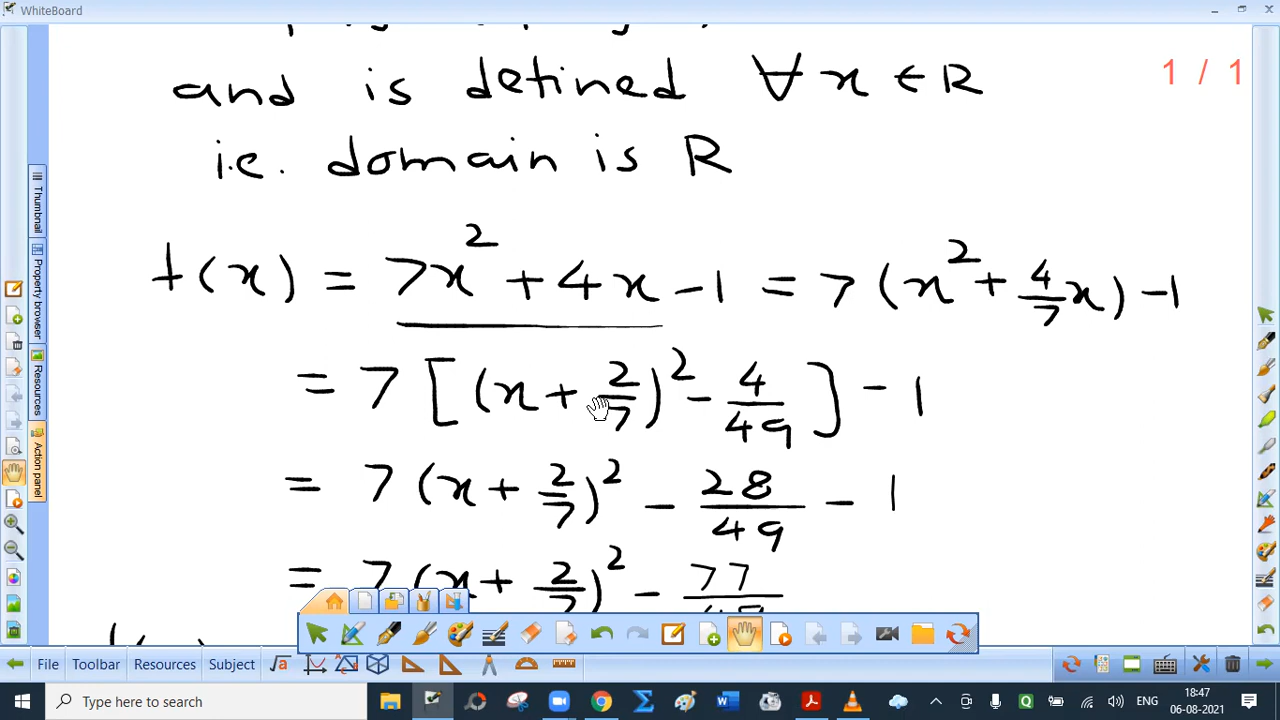 WhiteBoard
and is defined ∀ x ∈ R
1 / 1
i.e. domain is R
f(x) = 7x² + 4x - 1 = 7(x² + 4/7 x) - 1
= 7[(x + 2/7)² - 4/49] - 1
= 7(x + 2/7)² - 28/49 - 1
= 7(x + 2/7)² - 77
Thumbnail
Property browser
Resources
Action panel
File Toolbar Resources Subject
Type here to search
ENG
18:47
06-08-2021